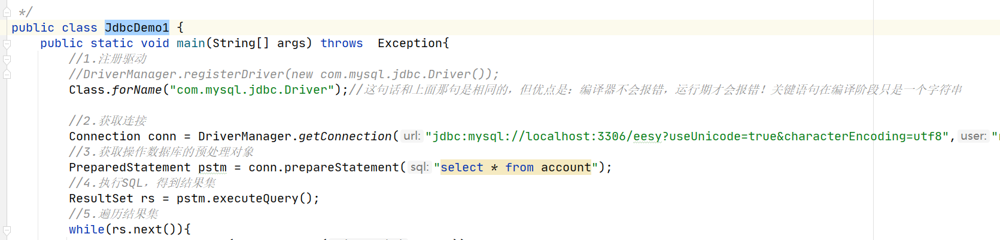 */
public class JdbcDemo1 {
public static void main(String[] args) throws  Exception{
//1.注册驱动
//DriverManager.registerDriver(new com.mysql.jdbc.Driver());
Class.forName("com.mysql.jdbc.Driver");//这句话和上面那句是相同的，但优点是：编译器不会报错，运行期才会报错！关键语句在编译阶段只是一个字符串
//2.获取连接
Connection conn = DriverManager.getConnection( url: "jdbc:mysql://localhost:3306/eesy?useUnicode=true&characterEncoding=utf8", user: "
//3.获取操作数据库的预处理对象
PreparedStatement pstm = conn.prepareStatement( sql: "select * from account");
//4.执行SQL，得到结果集
ResultSet rs = pstm.executeQuery();
//5.遍历结果集
while(rs.next()){